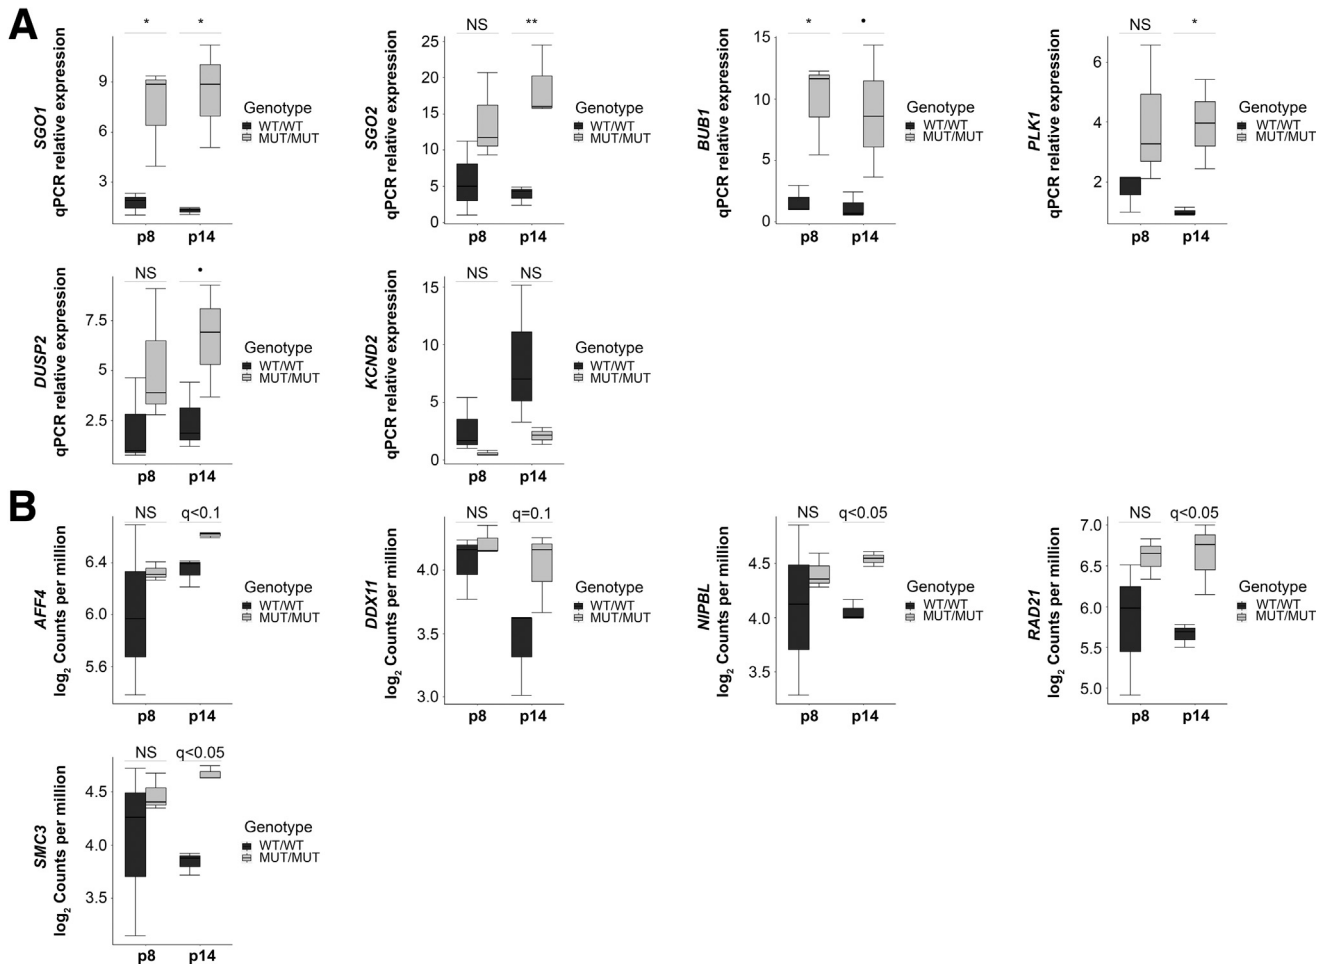 A
SGO1
qPCR relative expression
9
6
3
* *
p8 p14
Genotype
WT/WT
MUT/MUT
SGO2
qPCR relative expression
25
20
15
10
5
0
NS **
p8 p14
Genotype
WT/WT
MUT/MUT
BUB1
qPCR relative expression
15
10
5
0
* •
p8 p14
Genotype
WT/WT
MUT/MUT
PLK1
qPCR relative expression
6
4
2
NS *
p8 p14
Genotype
WT/WT
MUT/MUT
DUSP2
qPCR relative expression
7.5
5
2.5
NS •
p8 p14
Genotype
WT/WT
MUT/MUT
KCND2
qPCR relative expression
15
10
5
0
NS NS
p8 p14
Genotype
WT/WT
MUT/MUT
B
AFF4
log2 Counts per million
6.4
6.0
5.6
NS q<0.1
p8 p14
Genotype
WT/WT
MUT/MUT
DDX11
log2 Counts per million
4.0
3.5
3.0
NS q=0.1
p8 p14
Genotype
WT/WT
MUT/MUT
NIPBL
log2 Counts per million
4.5
4.0
3.5
NS q<0.05
p8 p14
Genotype
WT/WT
MUT/MUT
RAD21
log2 Counts per million
7.0
6.5
6.0
5.5
5.0
NS q<0.05
p8 p14
Genotype
WT/WT
MUT/MUT
SMC3
log2 Counts per million
4.5
4.0
3.5
NS q<0.05
p8 p14
Genotype
WT/WT
MUT/MUT